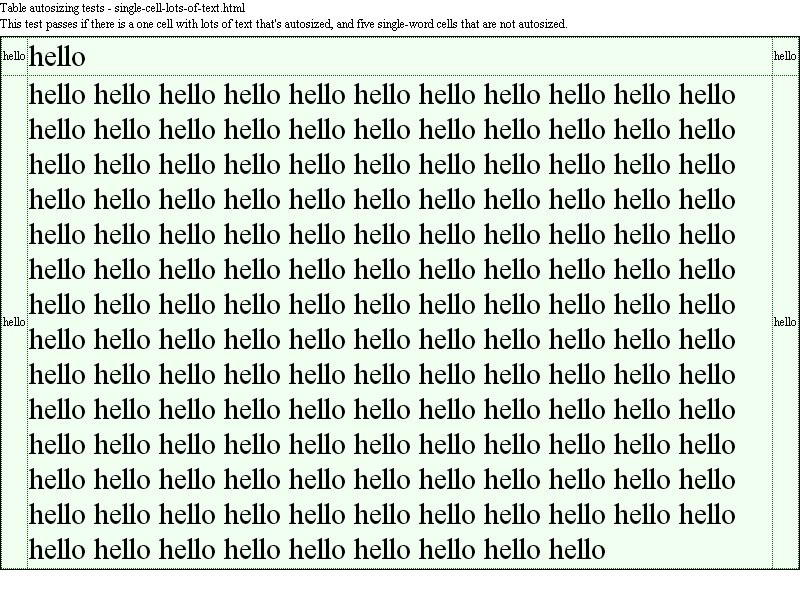 Table autosizing tests - single-cell-lots-of-text.html
This test passes if there is a one cell with lots of text that's autosized, and five single-word cells that are not autosized.
hello hello hello
hello hello hello hello hello hello hello hello hello hello hello
hello hello hello hello hello hello hello hello hello hello hello
hello hello hello hello hello hello hello hello hello hello hello
hello hello hello hello hello hello hello hello hello hello hello
hello hello hello hello hello hello hello hello hello hello hello
hello hello hello hello hello hello hello hello hello hello hello
hello hello hello hello hello hello hello hello hello hello hello
hello
hello hello hello hello hello hello hello hello hello hello hello
hello hello hello hello hello hello hello hello hello hello hello
hello hello hello hello hello hello hello hello hello hello hello
hello hello hello hello hello hello hello hello hello hello hello
hello hello hello hello hello hello hello hello hello hello hello
hello hello hello hello hello hello hello hello hello hello hello
hello hello hello hello hello hello hello hello hello
hello